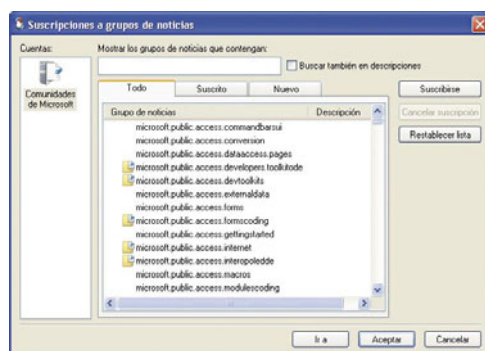 Suscripciones a grupos de noticias
Cuentas:
Mostrar los grupos de noticias que contengan:
Buscar también en descripciones
Comunidades
de Microsoft
Todo
Suscrito
Nuevo
Suscribirse
Cancelar suscripción
Restablecer lista
Grupo de noticias
Descripción
microsoft.public.access.commandbarsui
microsoft.public.access.conversion
microsoft.public.access.dataaccess.pages
microsoft.public.access.developers.toolkitode
microsoft.public.access.devtoolkits
microsoft.public.access.externaldata
microsoft.public.access.forms
microsoft.public.access.formscoding
microsoft.public.access.gettingstarted
microsoft.public.access.internet
microsoft.public.access.interopoledde
microsoft.public.access.macros
microsoft.public.access.modulescoding
Ir a
Aceptar
Cancelar